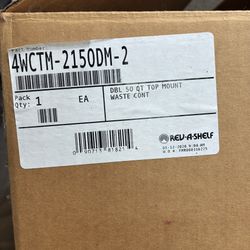 Part Number:
4WCTM-2150DM-2
Pack
Qty: 1 EA
DBL 50 QT TOP MOUNT
WASTE CONT
REV-A-SHELF